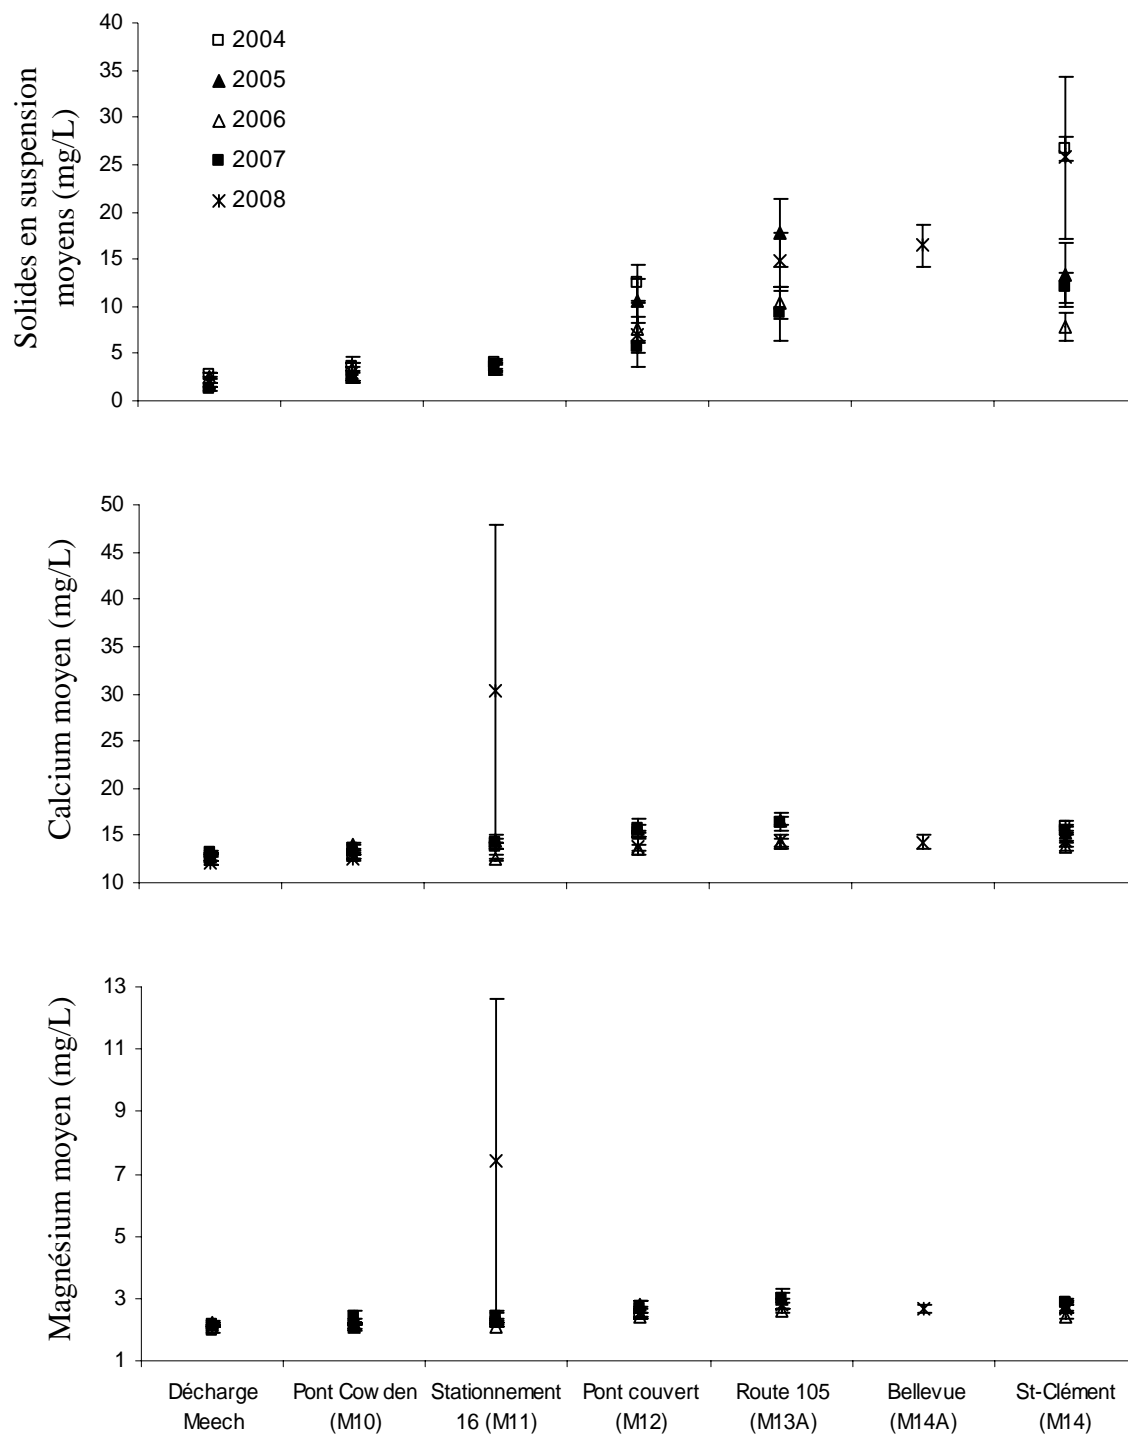 Solides en suspension
moyens (mg/L)
40
35
30
25
20
15
10
5
0
2004
2005
2006
2007
2008
Calcium moyen (mg/L)
50
45
40
35
30
25
20
15
10
Magnésium moyen (mg/L)
13
11
9
7
5
3
1
Décharge
Meech
Pont Cow den
(M10)
Stationnement
16 (M11)
Pont couvert
(M12)
Route 105
(M13A)
Bellevue
(M14A)
St-Clément
(M14)